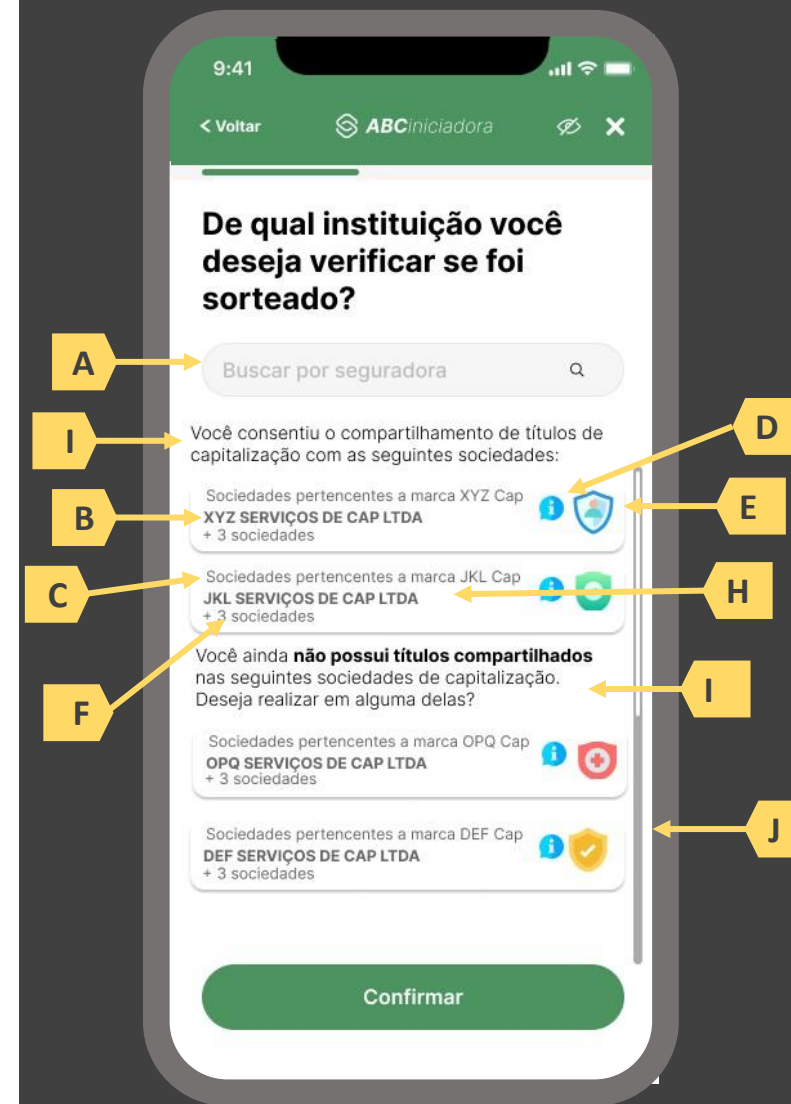 9:41
< Voltar
ABCiniciadora
De qual instituição você
deseja verificar se foi
sorteado?
A
Buscar por seguradora
I
Você consentiu o compartilhamento de títulos de
capitalização com as seguintes sociedades:
D
Sociedades pertencentes a marca XYZ Cap
B
XYZ SERVIÇOS DE CAP LTDA
E
+ 3 sociedades
C
Sociedades pertencentes a marca JKL Cap
JKL SERVIÇOS DE CAP LTDA
H
+ 3 sociedades
F
Você ainda não possui títulos compartilhados
nas seguintes sociedades de capitalização.
Deseja realizar em alguma delas?
I
Sociedades pertencentes a marca OPQ Cap
OPQ SERVIÇOS DE CAP LTDA
+ 3 sociedades
J
Sociedades pertencentes a marca DEF Cap
DEF SERVIÇOS DE CAP LTDA
+ 3 sociedades
Confirmar